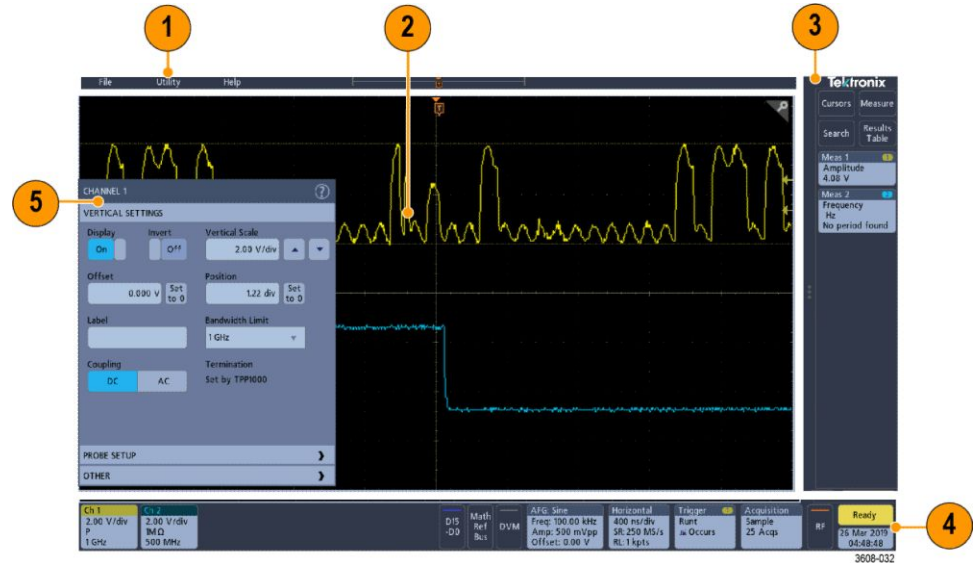 1
2
3
File Utility Help
T
Tektronix
Cursors Measure
Search Results Table
Meas 1 1
Amplitude
4.08 V
Meas 2 2
Frequency
Hz
No period found
5
CHANNEL 1 ?
VERTICAL SETTINGS
Display Invert Vertical Scale
On Off 2.00 V/div
Offset Position
0.000 V Set to 0 1.22 div Set to 0
Label Bandwidth Limit
1 GHz
Coupling Termination
DC AC Set by TPP1000
PROBE SETUP
OTHER
Ch 1
2.00 V/div
P
1 GHz
Ch 2
2.00 V/div
1MΩ
500 MHz
D15
-D0
Math
Ref
Bus
DVM
AFG: Sine
Freq: 100.00 kHz
Amp: 500 mVpp
Offset: 0.00 V
Horizontal
400 ns/div
SR: 250 MS/s
RL: 1 kpts
Trigger 1
Runt
Occurs
Acquisition
Sample
25 Acqs
RF
Ready
26 Mar 2019
04:48:48
4
3608-032